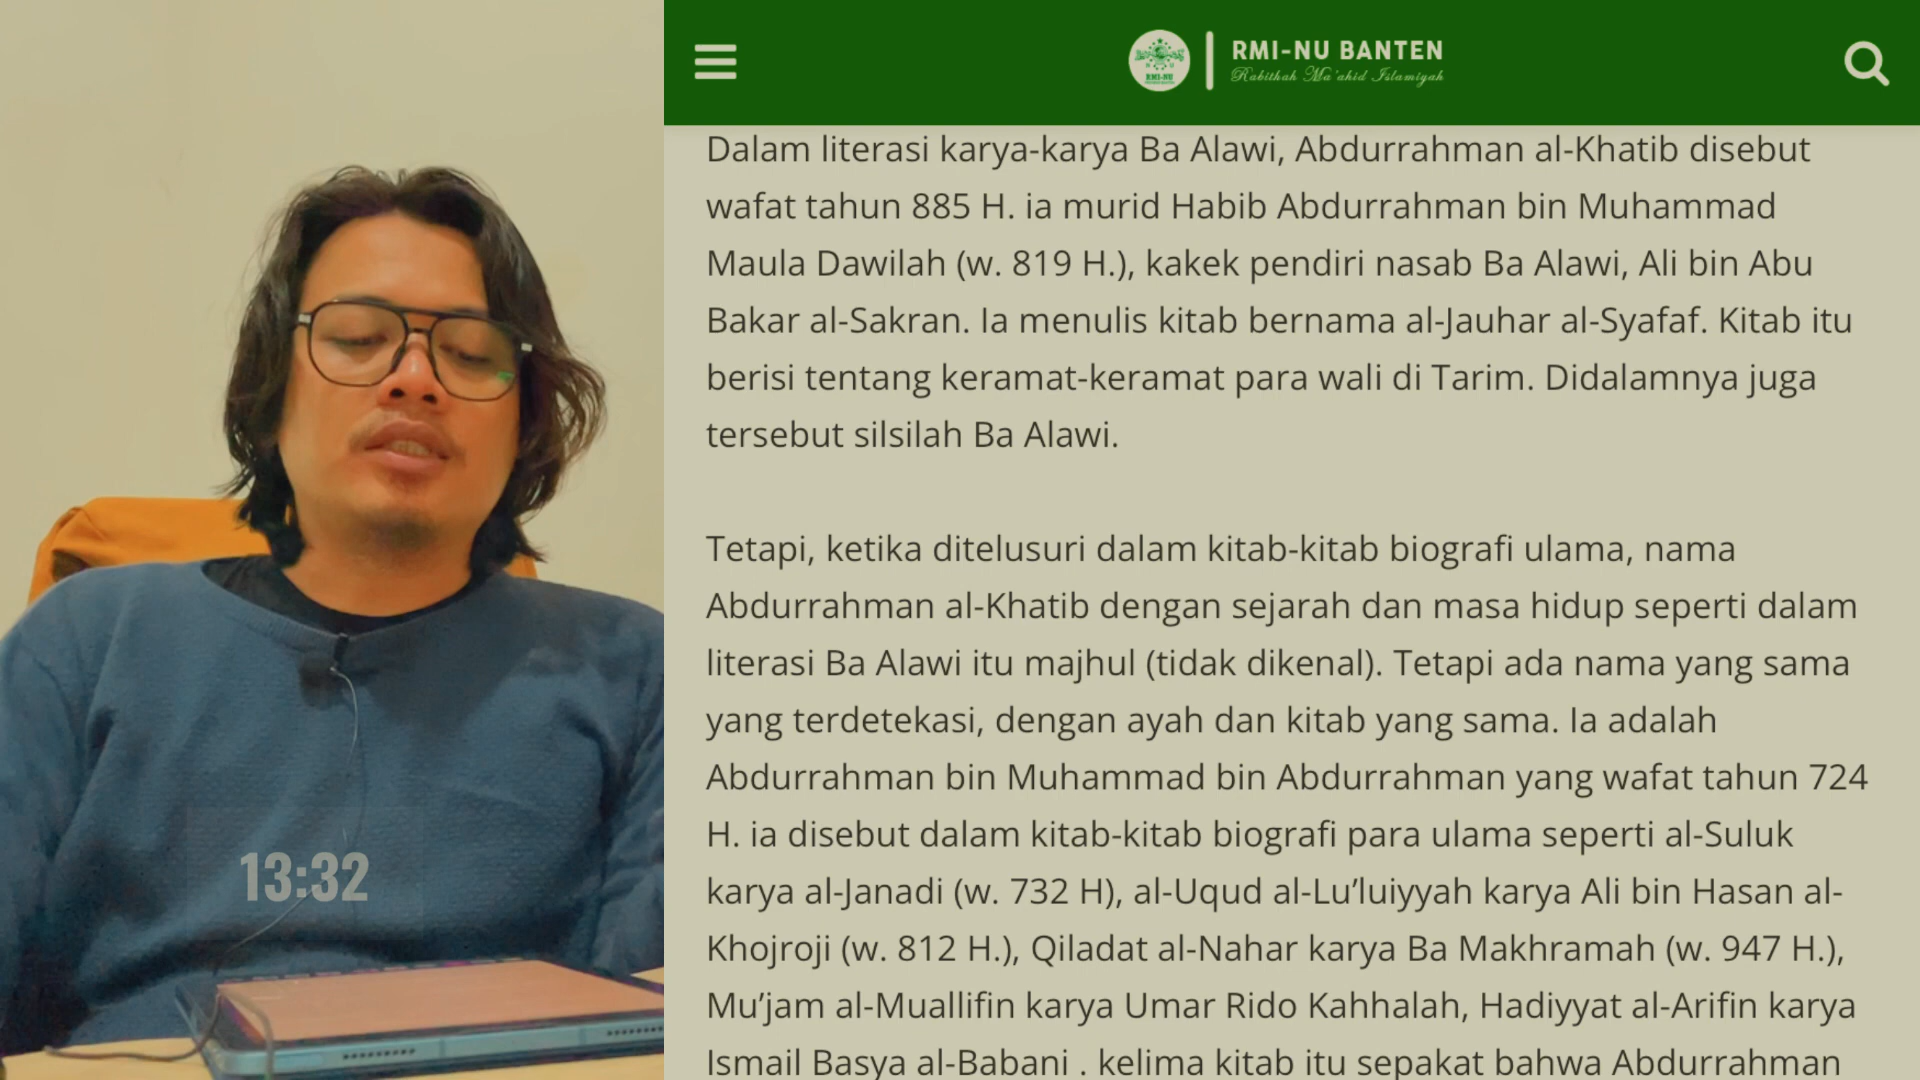 RMI-NU BANTEN
Rabithah Ma'ahid Islamiyah
RMI-NU
Dalam literasi karya-karya Ba Alawi, Abdurrahman al-Khatib disebut
wafat tahun 885 H. ia murid Habib Abdurrahman bin Muhammad
Maula Dawilah (w. 819 H.), kakek pendiri nasab Ba Alawi, Ali bin Abu
Bakar al-Sakran. Ia menulis kitab bernama al-Jauhar al-Syafaf. Kitab itu
berisi tentang keramat-keramat para wali di Tarim. Didalamnya juga
tersebut silsilah Ba Alawi.
Tetapi, ketika ditelusuri dalam kitab-kitab biografi ulama, nama
Abdurrahman al-Khatib dengan sejarah dan masa hidup seperti dalam
literasi Ba Alawi itu majhul (tidak dikenal). Tetapi ada nama yang sama
yang terdetekasi, dengan ayah dan kitab yang sama. Ia adalah
Abdurrahman bin Muhammad bin Abdurrahman yang wafat tahun 724
H. ia disebut dalam kitab-kitab biografi para ulama seperti al-Suluk
karya al-Janadi (w. 732 H), al-Uqud al-Lu’luiyyah karya Ali bin Hasan al-
Khojroji (w. 812 H.), Qiladat al-Nahar karya Ba Makhramah (w. 947 H.),
Mu’jam al-Muallifin karya Umar Rido Kahhalah, Hadiyyat al-Arifin karya
Ismail Basya al-Babani . kelima kitab itu sepakat bahwa Abdurrahman
13:32